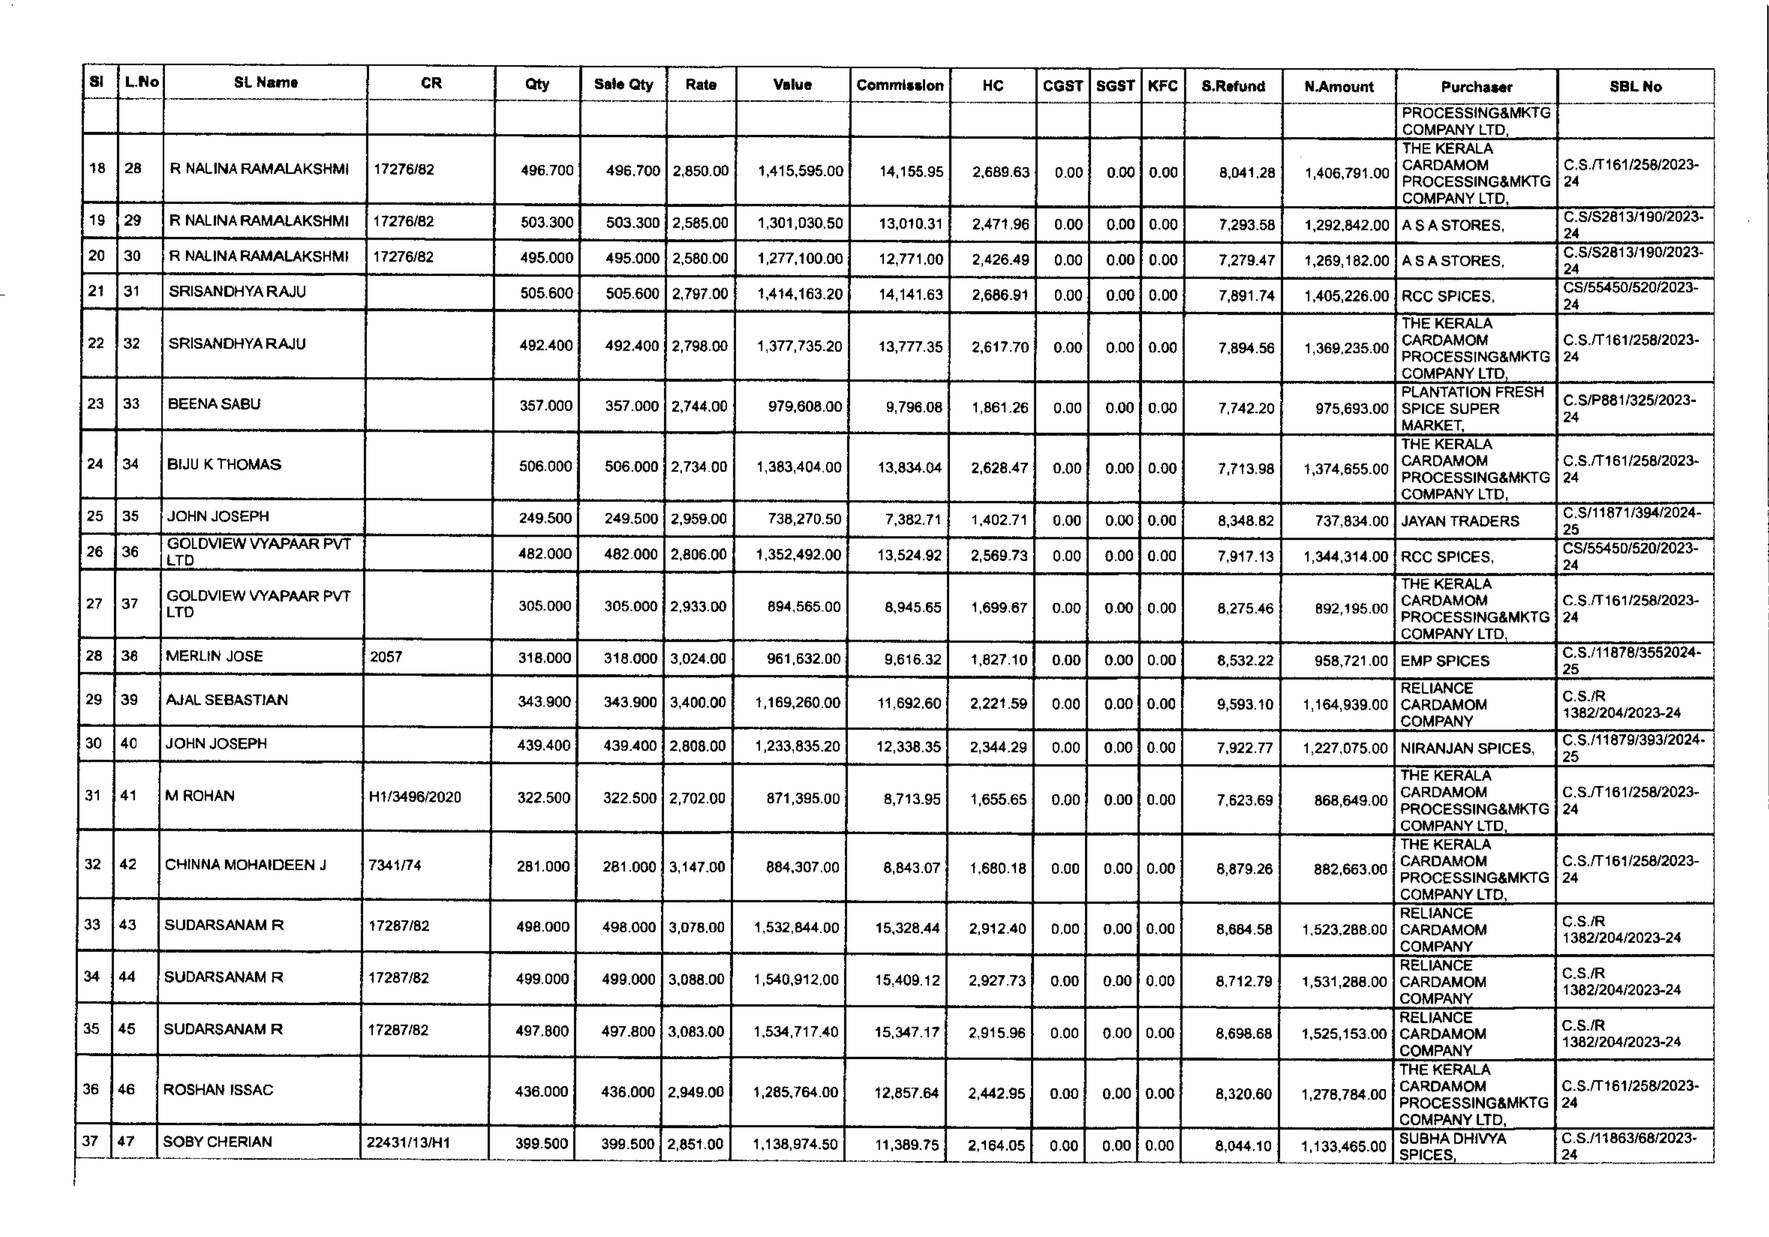 Sl L.No SL Name CR Qty Sale Qty Rate Value Commission HC CGST SGST KFC S.Refund N.Amount Purchaser SBL No
PROCESSING&MKTG
COMPANY LTD,
18 28 R NALINA RAMALAKSHMI 17276/82 496.700 496.700 2,850.00 1,415,595.00 14,155.95 2,689.63 0.00 0.00 0.00 8,041.28 1,406,791.00 THE KERALA CARDAMOM PROCESSING&MKTG COMPANY LTD, C.S./T161/258/2023-24
19 29 R NALINA RAMALAKSHMI 17276/82 503.300 503.300 2,585.00 1,301,030.50 13,010.31 2,471.96 0.00 0.00 0.00 7,293.58 1,292,842.00 A S A STORES, C.S/S2813/190/2023-24
20 30 R NALINA RAMALAKSHMI 17276/82 495.000 495.000 2,580.00 1,277,100.00 12,771.00 2,426.49 0.00 0.00 0.00 7,279.47 1,269,182.00 A S A STORES, C.S/S2813/190/2023-24
21 31 SRISANDHYA RAJU 505.600 505.600 2,797.00 1,414,163.20 14,141.63 2,686.91 0.00 0.00 0.00 7,891.74 1,405,226.00 RCC SPICES, CS/55450/520/2023-24
22 32 SRISANDHYA RAJU 492.400 492.400 2,798.00 1,377,735.20 13,777.35 2,617.70 0.00 0.00 0.00 7,894.56 1,369,235.00 THE KERALA CARDAMOM PROCESSING&MKTG COMPANY LTD, C.S./T161/258/2023-24
23 33 BEENA SABU 357.000 357.000 2,744.00 979,608.00 9,796.08 1,861.26 0.00 0.00 0.00 7,742.20 975,693.00 PLANTATION FRESH SPICE SUPER MARKET, C.S/P881/325/2023-24
24 34 BIJU K THOMAS 506.000 506.000 2,734.00 1,383,404.00 13,834.04 2,628.47 0.00 0.00 0.00 7,713.98 1,374,655.00 THE KERALA CARDAMOM PROCESSING&MKTG COMPANY LTD, C.S./T161/258/2023-24
25 35 JOHN JOSEPH 249.500 249.500 2,959.00 738,270.50 7,382.71 1,402.71 0.00 0.00 0.00 8,348.82 737,834.00 JAYAN TRADERS C.S/11871/394/2024-25
26 36 GOLDVIEW VYAPAAR PVT LTD 482.000 482.000 2,806.00 1,352,492.00 13,524.92 2,569.73 0.00 0.00 0.00 7,917.13 1,344,314.00 RCC SPICES, CS/55450/520/2023-24
27 37 GOLDVIEW VYAPAAR PVT LTD 305.000 305.000 2,933.00 894,565.00 8,945.65 1,699.67 0.00 0.00 0.00 8,275.46 892,195.00 THE KERALA CARDAMOM PROCESSING&MKTG COMPANY LTD, C.S./T161/258/2023-24
28 38 MERLIN JOSE 2057 318.000 318.000 3,024.00 961,632.00 9,616.32 1,827.10 0.00 0.00 0.00 8,532.22 958,721.00 EMP SPICES C.S./11878/3552024-25
29 39 AJAL SEBASTIAN 343.900 343.900 3,400.00 1,169,260.00 11,692.60 2,221.59 0.00 0.00 0.00 9,593.10 1,164,939.00 RELIANCE CARDAMOM COMPANY C.S./R 1382/204/2023-24
30 40 JOHN JOSEPH 439.400 439.400 2,808.00 1,233,835.20 12,338.35 2,344.29 0.00 0.00 0.00 7,922.77 1,227,075.00 NIRANJAN SPICES, C.S./11879/393/2024-25
31 41 M ROHAN H1/3496/2020 322.500 322.500 2,702.00 871,395.00 8,713.95 1,655.65 0.00 0.00 0.00 7,623.69 868,649.00 THE KERALA CARDAMOM PROCESSING&MKTG COMPANY LTD, C.S./T161/258/2023-24
32 42 CHINNA MOHAIDEEN J 7341/74 281.000 281.000 3,147.00 884,307.00 8,843.07 1,680.18 0.00 0.00 0.00 8,879.26 882,663.00 THE KERALA CARDAMOM PROCESSING&MKTG COMPANY LTD, C.S./T161/258/2023-24
33 43 SUDARSANAM R 17287/82 498.000 498.000 3,078.00 1,532,844.00 15,328.44 2,912.40 0.00 0.00 0.00 8,684.58 1,523,288.00 RELIANCE CARDAMOM COMPANY C.S./R 1382/204/2023-24
34 44 SUDARSANAM R 17287/82 499.000 499.000 3,088.00 1,540,912.00 15,409.12 2,927.73 0.00 0.00 0.00 8,712.79 1,531,288.00 RELIANCE CARDAMOM COMPANY C.S./R 1382/204/2023-24
35 45 SUDARSANAM R 17287/82 497.800 497.800 3,083.00 1,534,717.40 15,347.17 2,915.96 0.00 0.00 0.00 8,698.68 1,525,153.00 RELIANCE CARDAMOM COMPANY C.S./R 1382/204/2023-24
36 46 ROSHAN ISSAC 436.000 436.000 2,949.00 1,285,764.00 12,857.64 2,442.95 0.00 0.00 0.00 8,320.60 1,278,784.00 THE KERALA CARDAMOM PROCESSING&MKTG COMPANY LTD, C.S./T161/258/2023-24
37 47 SOBY CHERIAN 22431/13/H1 399.500 399.500 2,851.00 1,138,974.50 11,389.75 2,164.05 0.00 0.00 0.00 8,044.10 1,133,465.00 SUBHA DHIVYA SPICES, C.S./11863/68/2023-24